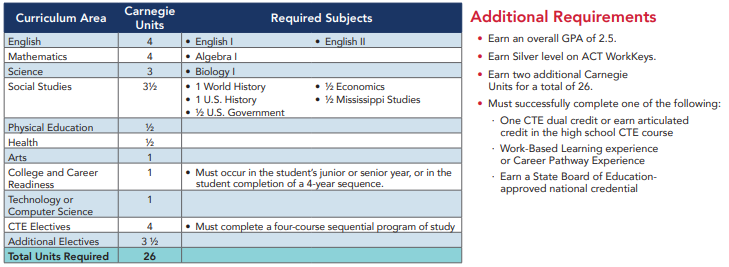 Curriculum Area Carnegie Units Required Subjects
English 4 • English I • English II
Mathematics 4 • Algebra I
Science 3 • Biology I
Social Studies 3½ • 1 World History • ½ Economics
• 1 U.S. History • ½ Mississippi Studies
• ½ U.S. Government
Physical Education ½
Health ½
Arts 1
College and Career Readiness 1 • Must occur in the student's junior or senior year, or in the
student completion of a 4-year sequence.
Technology or Computer Science 1
CTE Electives 4 • Must complete a four-course sequential program of study
Additional Electives 3 ½
Total Units Required 26
Additional Requirements
• Earn an overall GPA of 2.5.
• Earn Silver level on ACT WorkKeys.
• Earn two additional Carnegie
Units for a total of 26.
• Must successfully complete one of the following:
· One CTE dual credit or earn articulated
credit in the high school CTE course
· Work-Based Learning experience
or Career Pathway Experience
· Earn a State Board of Education-
approved national credential